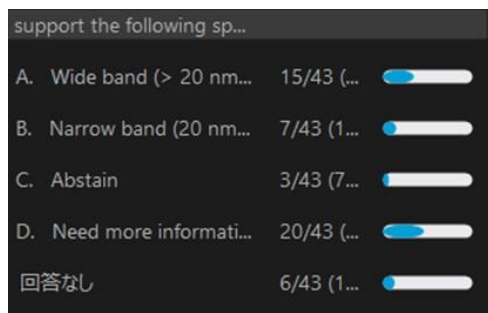 support the following sp...
A. Wide band (> 20 nm... 15/43 (...
B. Narrow band (20 nm... 7/43 (1...
C. Abstain 3/43 (7...
D. Need more informati... 20/43 (...
回答なし 6/43 (1...